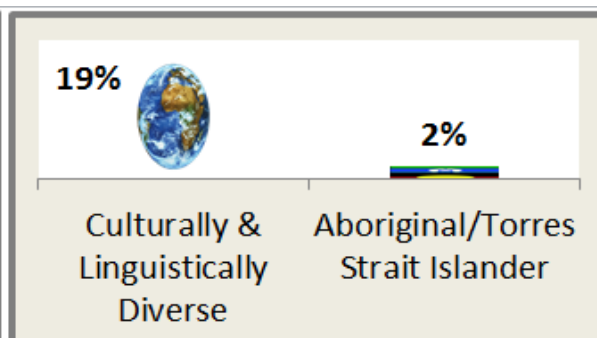 19%
2%
Culturally &
Linguistically
Diverse
Aboriginal/Torres
Strait Islander